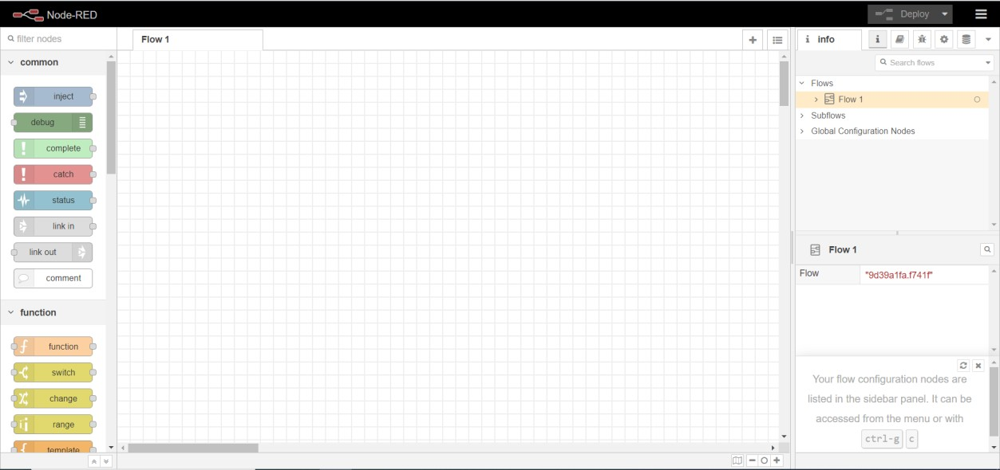 Node-RED
Deploy
filter nodes
Flow 1
i info
i
Search flows
common
Flows
Flow 1
Subflows
Global Configuration Nodes
inject
debug
complete
catch
status
link in
link out
comment
Flow 1
Flow "9d39a1fa.f741f"
function
function
switch
change
range
template
Your flow configuration nodes are
listed in the sidebar panel. It can be
accessed from the menu or with
ctrl-g c